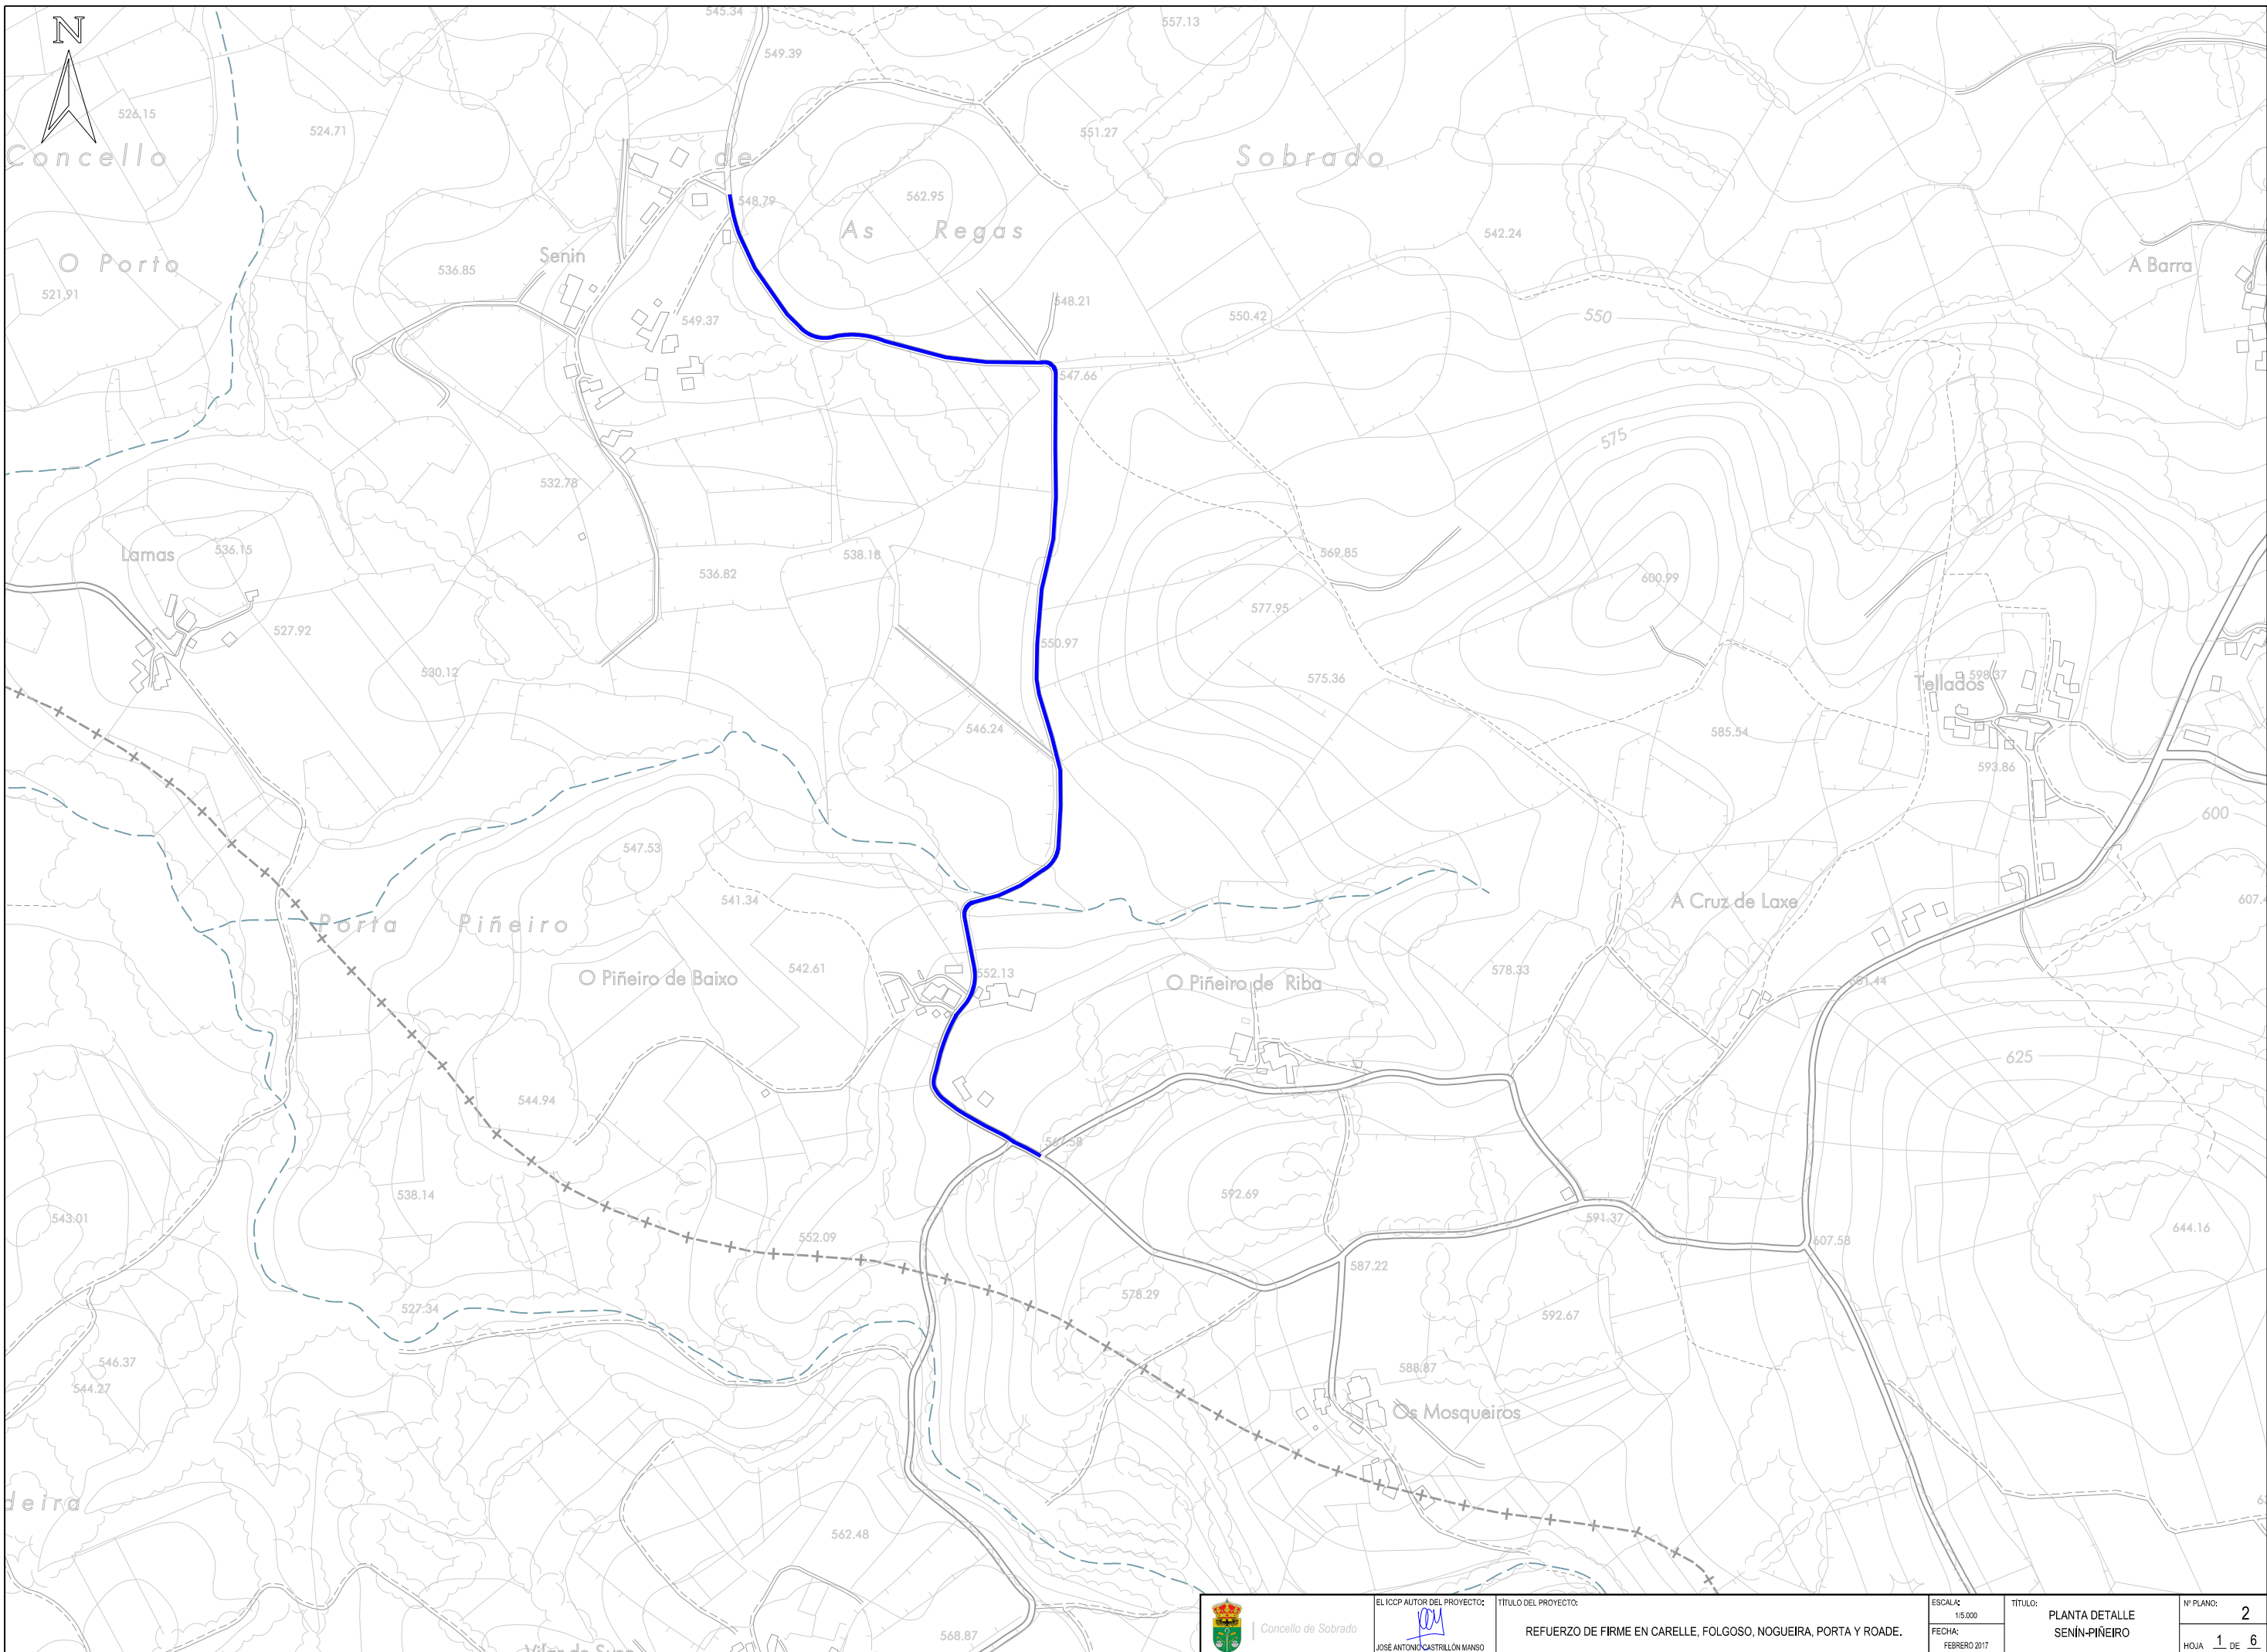 N
545.34
557.13
549.39
526.15
524.71
551.27
Concello
de
Sobrado
548.79
562.95
As Regas
542.24
O Porto
Senin
536.85
A Barra
521.91
548.21
549.37
550.42
550
547.66
575
532.78
Lamas
536.15
538.18
569.85
536.82
600.99
577.95
527.92
550.97
530.12
575.36
598.37
Tellados
546.24
585.54
593.86
600
547.53
541.34
A Cruz de Laxe
Porta Piñeiro
542.61
552.13
578.33
O Piñeiro de Baixo
O Piñeiro de Riba
625
544.94
538.14
592.69
543.01
591.37
644.16
552.09
607.58
587.22
578.29
527.34
592.67
546.37
588.87
544.27
Os Mosqueiros
deira
562.48
568.87
Concello de Sobrado
EL ICCP AUTOR DEL PROYECTO:
JOSÉ ANTONIO CASTRILLÓN MANSO
TÍTULO DEL PROYECTO:
REFUERZO DE FIRME EN CARELLE, FOLGOSO, NOGUEIRA, PORTA Y ROADE.
ESCALA:
1/5.000
FECHA:
FEBRERO 2017
TÍTULO:
PLANTA DETALLE
SENÍN-PIÑEIRO
Nº PLANO:
2
HOJA 1 DE 6